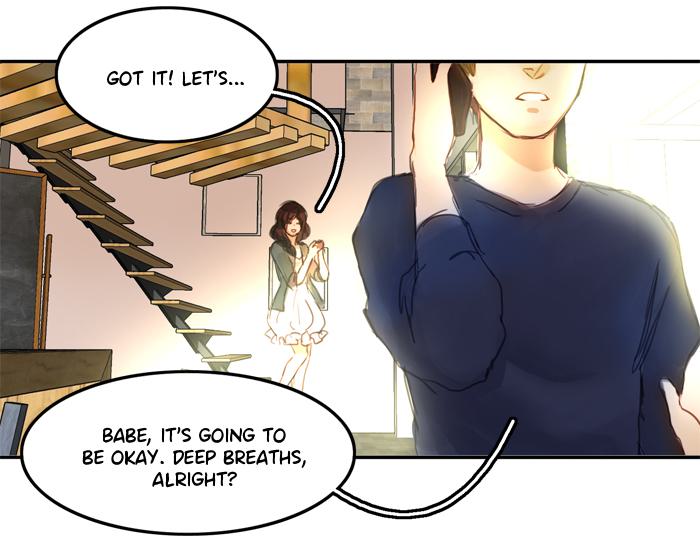 GOT IT! LET'S...
BABE, IT'S GOING TO
BE OKAY. DEEP BREATHS,
ALRIGHT?